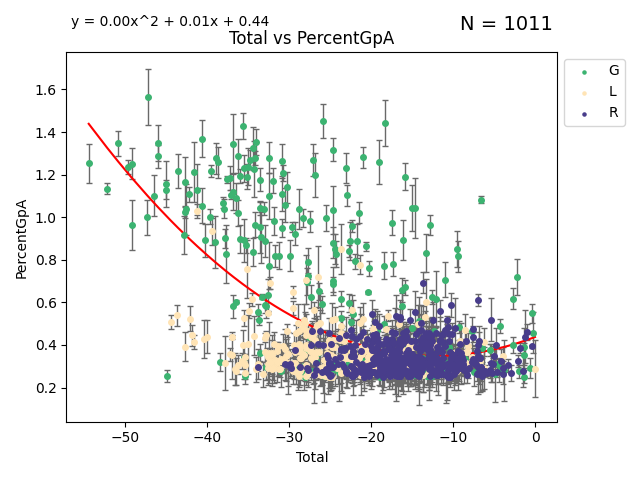 y = 0.00x^2 + 0.01x + 0.44
N = 1011
Total vs PercentGpA
G
L
R
PercentGpA
1.6
1.4
1.2
1.0
0.8
0.6
0.4
0.2
−50
−40
−30
−20
−10
0
Total